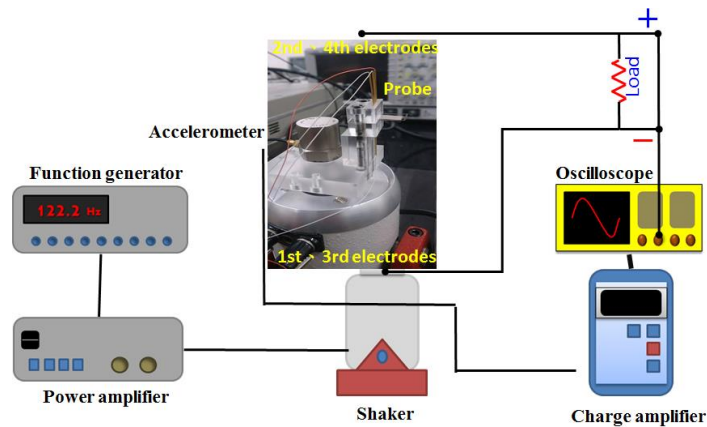 +
2nd、4th electrodes
Load
Probe
Accelerometer
−
Function generator
Oscilloscope
122.2 Hz
1st、3rd electrodes
Power amplifier
Shaker
Charge amplifier